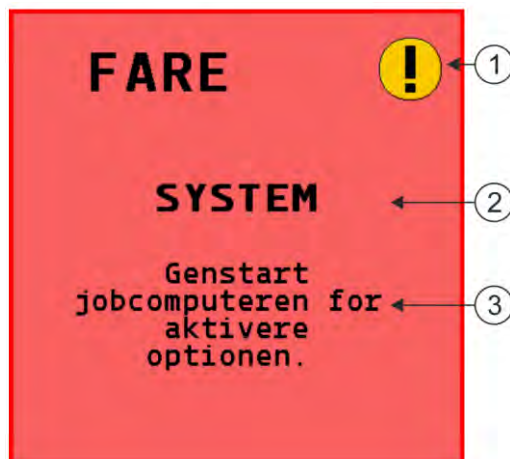 FARE
!
1
SYSTEM
2
Genstart
jobcomputeren for
3
aktivere
optionen.